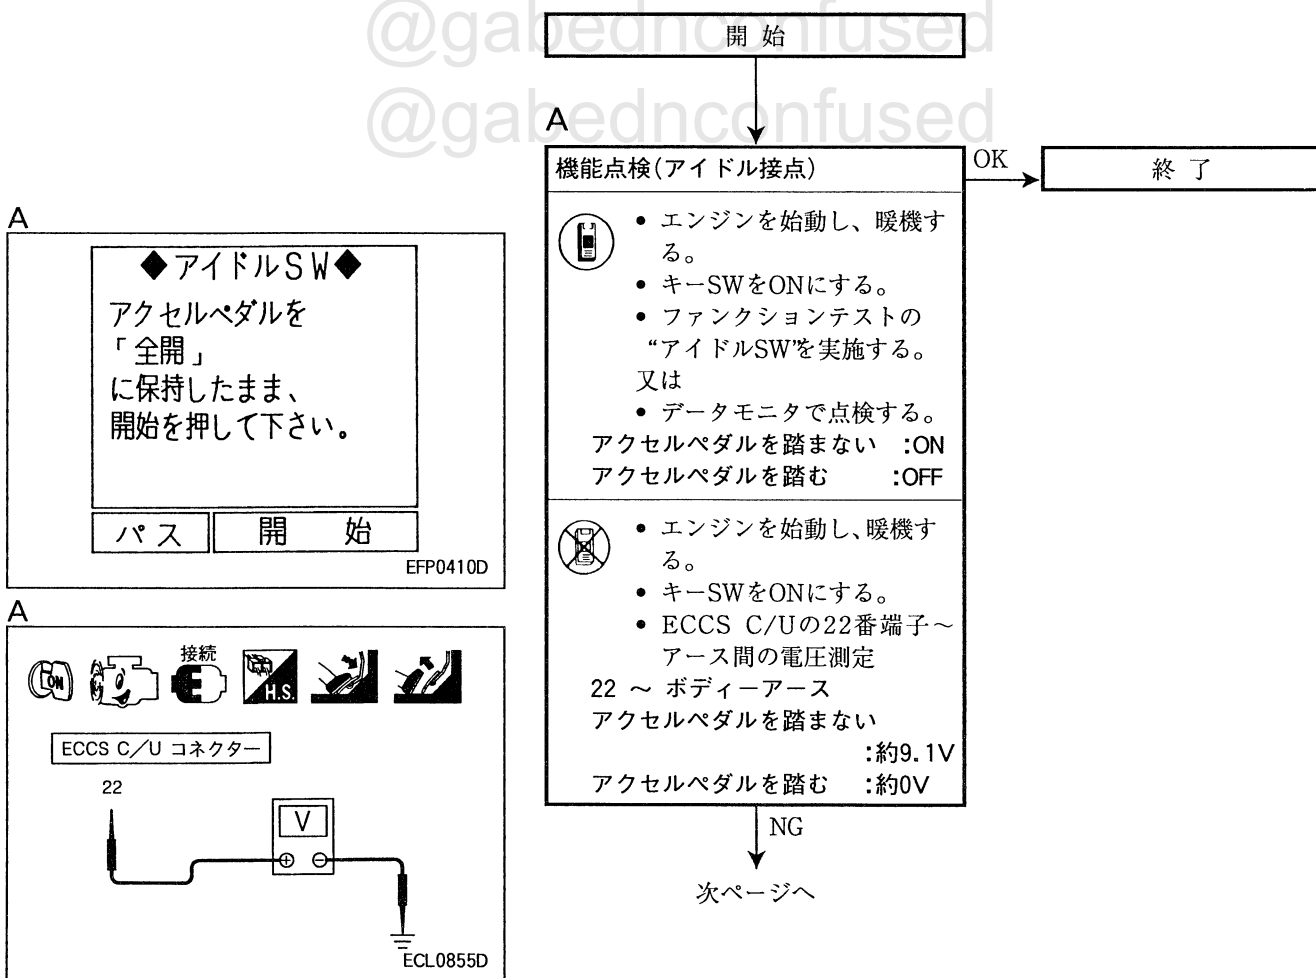 @gabednconfused
@gabednconfused
開始
A
機能点検(アイドル接点)
OK
終了
• エンジンを始動し、暖機す
る。
• キーSWをONにする。
• ファンクションテストの
“アイドルSW”を実施する。
又は
• データモニタで点検する。
アクセルペダルを踏まない :ON
アクセルペダルを踏む :OFF
• エンジンを始動し、暖機す
る。
• キーSWをONにする。
• ECCS C/Uの22番端子～
アース間の電圧測定
22 ～ ボディーアース
アクセルペダルを踏まない
:約9.1V
アクセルペダルを踏む :約0V
NG
次ページへ
A
◆アイドルSW◆
アクセルペダルを
「全開」
に保持したまま、
開始を押して下さい。
パス
開始
EFP0410D
A
ON
接続
H.S.
ECCS C/U コネクター
22
V
⊕ ⊖
ECL0855D